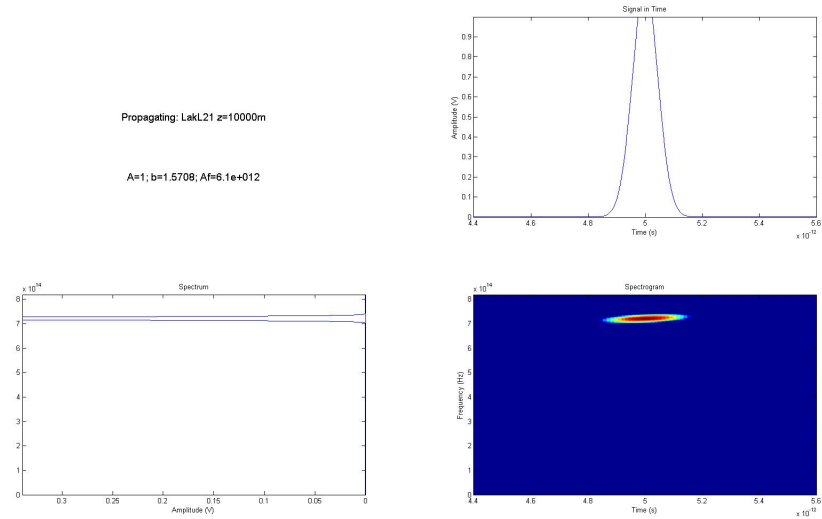 Signal in Time
0.9
0.8
0.7
0.6
0.5
0.4
0.3
0.2
0.1
0
Amplitude (V)
4.4 4.6 4.8 5 5.2 5.4 5.6
Time (s)
x 10^-12
Propagating: LakL21 z=10000m
A=1; b=1.5708; Af=6.1e+012
Spectrum
x 10^14
8
7
6
5
4
3
2
1
0
0.3 0.25 0.2 0.15 0.1 0.05 0
Amplitude (V)
Spectrogram
x 10^14
8
7
6
5
4
3
2
1
0
Frequency (Hz)
4.4 4.6 4.8 5 5.2 5.4 5.6
Time (s)
x 10^-12